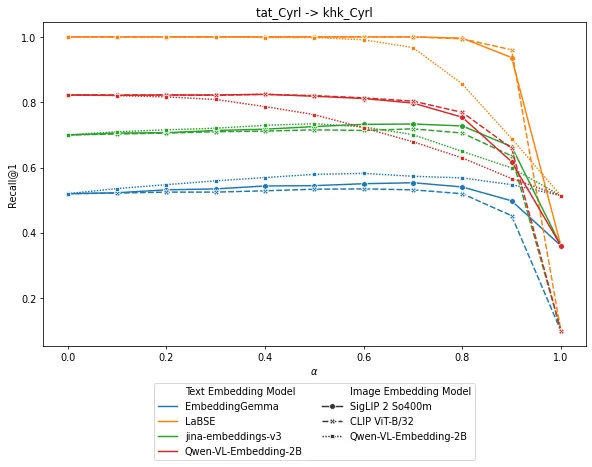 tat_Cyrl -> khk_Cyrl
Recall@1
1.0
0.8
0.6
0.4
0.2
0.0 0.2 0.4 0.6 0.8 1.0
α
Text Embedding Model
EmbeddingGemma
LaBSE
jina-embeddings-v3
Qwen-VL-Embedding-2B
Image Embedding Model
SigLIP 2 So400m
CLIP ViT-B/32
Qwen-VL-Embedding-2B